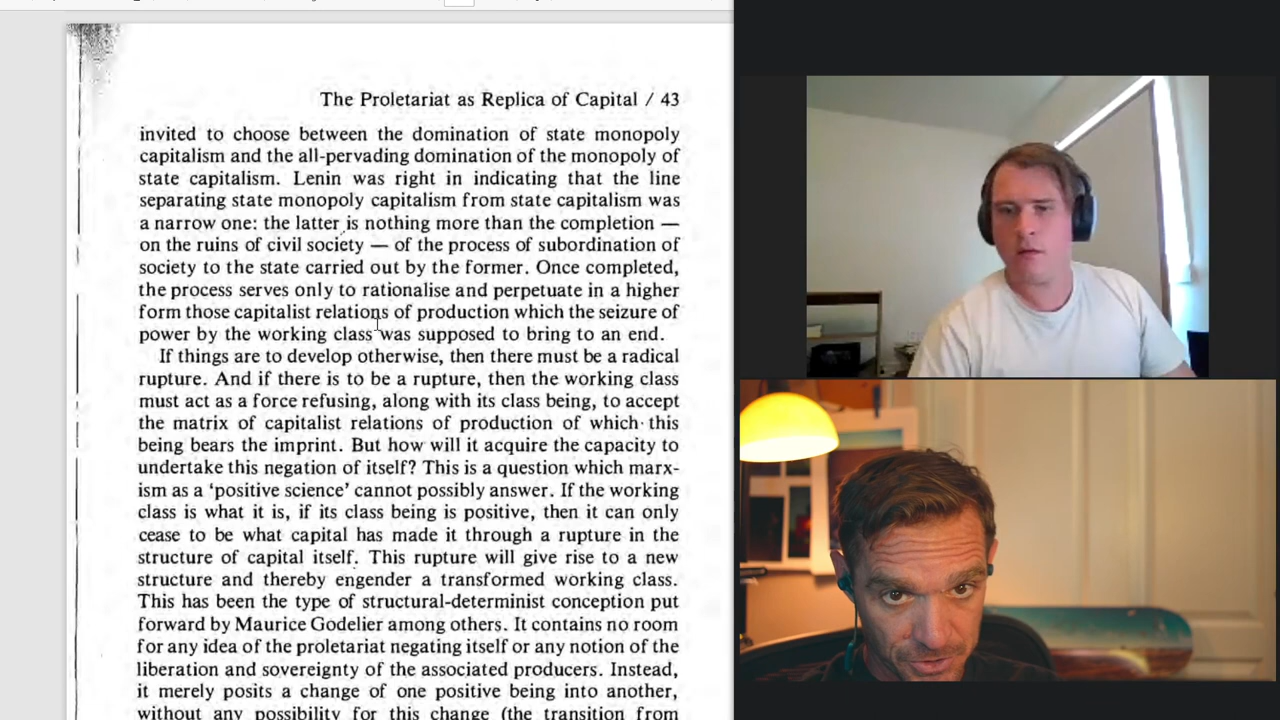 The Proletariat as Replica of Capital / 43
invited to choose between the domination of state monopoly
capitalism and the all-pervading domination of the monopoly of
state capitalism. Lenin was right in indicating that the line
separating state monopoly capitalism from state capitalism was
a narrow one: the latter is nothing more than the completion —
on the ruins of civil society — of the process of subordination of
society to the state carried out by the former. Once completed,
the process serves only to rationalise and perpetuate in a higher
form those capitalist relations of production which the seizure of
power by the working class was supposed to bring to an end.
If things are to develop otherwise, then there must be a radical
rupture. And if there is to be a rupture, then the working class
must act as a force refusing, along with its class being, to accept
the matrix of capitalist relations of production of which this
being bears the imprint. But how will it acquire the capacity to
undertake this negation of itself? This is a question which marx-
ism as a 'positive science' cannot possibly answer. If the working
class is what it is, if its class being is positive, then it can only
cease to be what capital has made it through a rupture in the
structure of capital itself. This rupture will give rise to a new
structure and thereby engender a transformed working class.
This has been the type of structural-determinist conception put
forward by Maurice Godelier among others. It contains no room
for any idea of the proletariat negating itself or any notion of the
liberation and sovereignty of the associated producers. Instead,
it merely posits a change of one positive being into another,
without any possibility for this change (the transition from